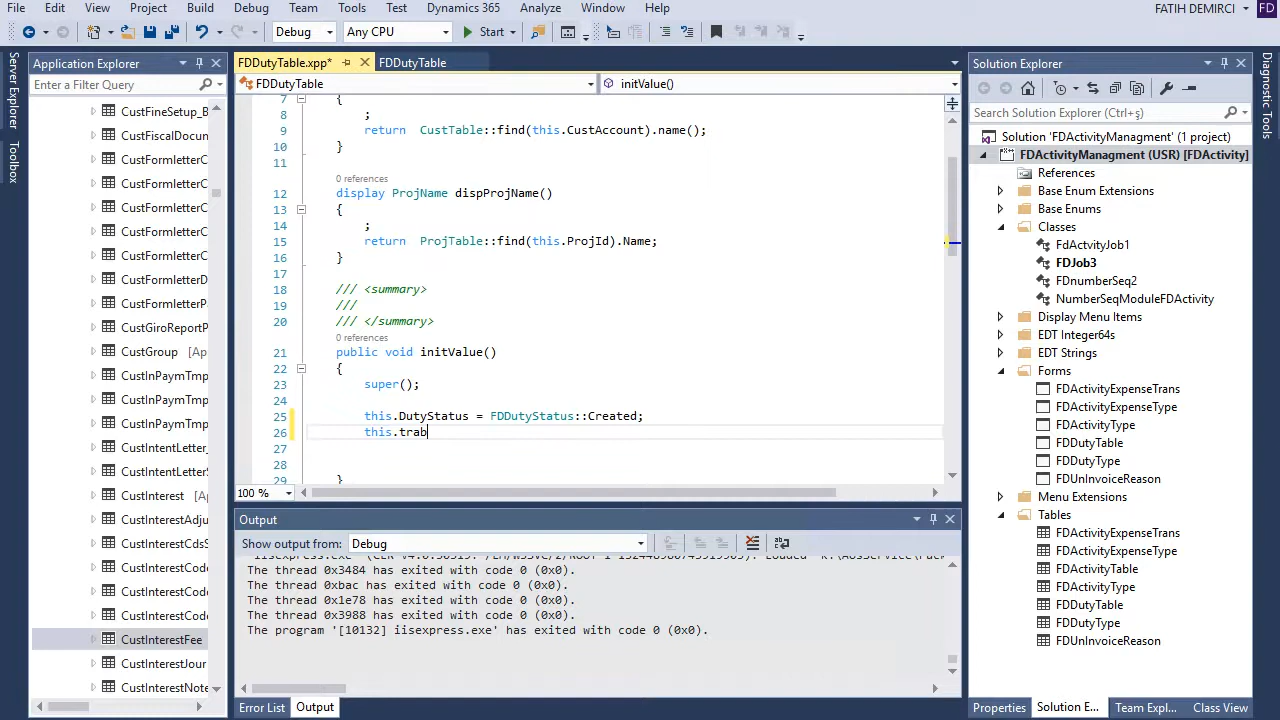 File Edit View Project Build Debug Team Tools Test Dynamics 365 Analyze Window Help FATIH DEMIRCI FD
Debug Any CPU Start
Server Explorer
Toolbox
Application Explorer
Enter a Filter Query
CustFineSetup_B
CustFiscalDocum
CustFormletterC
CustFormletterC
CustFormletterC
CustFormletterC
CustFormletterC
CustFormletterD
CustFormletterP
CustGiroReportP
CustGroup [Ap
CustInPaymTmp
CustInPaymTmp
CustInPaymTmp
CustIntentLetter_
CustIntentLetterS
CustInterest [Ap
CustInterestAdju
CustInterestCdsS
CustInterestCode
CustInterestCode
CustInterestCode
CustInterestFee
CustInterestJour
CustInterestNote
FDDutyTable.xpp* FDDutyTable
FDDutyTable initValue()
7 {
8 ;
9 return CustTable::find(this.CustAccount).name();
10 }
11
0 references
12 display ProjName dispProjName()
13 {
14 ;
15 return ProjTable::find(this.ProjId).Name;
16 }
17
18 /// <summary>
19 ///
20 /// </summary>
0 references
21 public void initValue()
22 {
23 super();
24
25 this.DutyStatus = FDDutyStatus::Created;
26 this.trab
27
28
29 }
100 %
Output
Show output from: Debug
The thread 0x3484 has exited with code 0 (0x0).
The thread 0xbac has exited with code 0 (0x0).
The thread 0x1e78 has exited with code 0 (0x0).
The thread 0x3988 has exited with code 0 (0x0).
The program '[10132] iisexpress.exe' has exited with code 0 (0x0).
Error List Output
Solution Explorer
Search Solution Explorer (Ctrl+ş)
Solution 'FDActivityManagment' (1 project)
FDActivityManagment (USR) [FDActivity]
References
Base Enum Extensions
Base Enums
Classes
FdActivtyJob1
FDJob3
FDnumberSeq2
NumberSeqModuleFDActivity
Display Menu Items
EDT Integer64s
EDT Strings
Forms
FDActivityExpenseTrans
FDActivityExpenseType
FDActivityType
FDDutyTable
FDDutyType
FDUnInvoiceReason
Menu Extensions
Tables
FDActivityExpenseTrans
FDActivityExpenseType
FDActivityTable
FDActivityType
FDDutyTable
FDDutyType
FDUnInvoiceReason
Properties Solution E... Team Expl... Class View
Diagnostic Tools